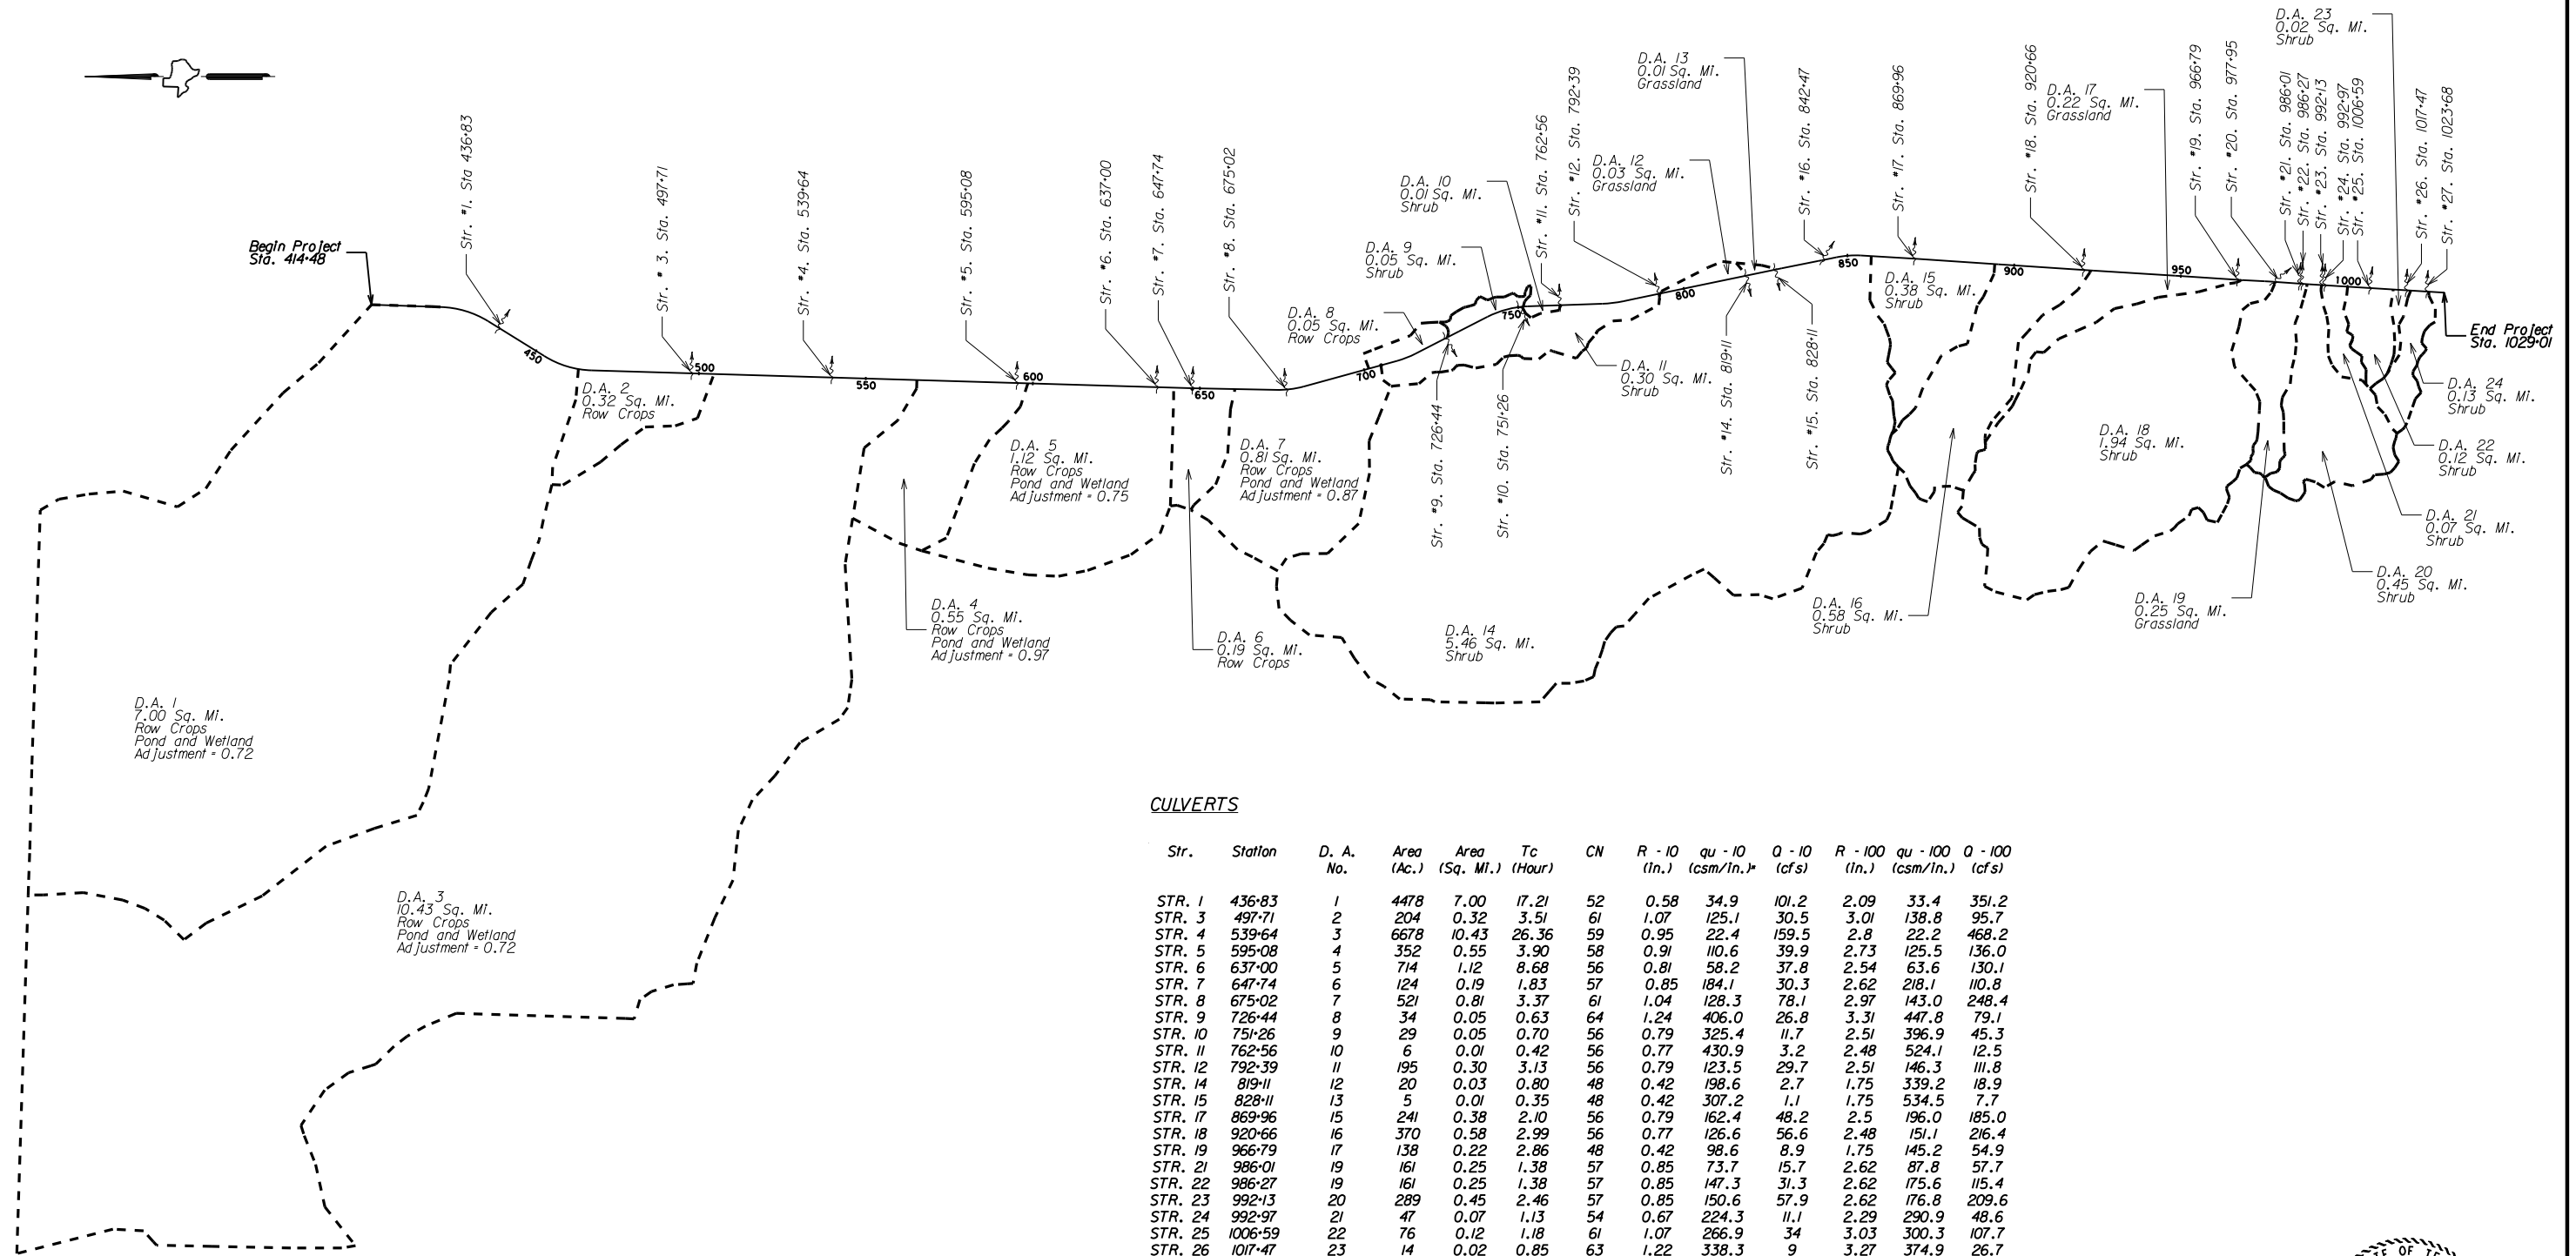 D.A. 23
0.02 Sq. Mi.
Shrub
D.A. 13
0.01 Sq. Mi.
Grassland
D.A. 17
0.22 Sq. Mi.
Grassland
D.A. 12
0.03 Sq. Mi.
Grassland
D.A. 10
0.01 Sq. Mi.
Shrub
D.A. 9
0.05 Sq. Mi.
Shrub
D.A. 8
0.05 Sq. Mi.
Row Crops
Begin Project
Sta. 414+48
Str. #1. Sta 436+83
Str. # 3. Sta. 497+71
Str. #4. Sta. 539+64
Str. #5. Sta. 595+08
Str. #6. Sta. 637+00
Str. #7. Sta. 647+74
Str. #8. Sta. 675+02
Str. #9. Sta. 726+44
Str. #10. Sta. 751+26
Str. #11. Sta. 762+56
Str. #12. Sta. 792+39
Str. #14. Sta. 819+11
Str. #15. Sta. 828+11
Str. #16. Sta. 842+47
Str. #17. Sta. 869+96
Str. #18. Sta. 920+66
Str. #19. Sta. 966+79
Str. #20. Sta. 977+95
Str. #21. Sta. 986+01
Str. #22. Sta. 986+27
Str. #23. Sta. 992+13
Str. #24. Sta. 992+97
Str. #25. Sta. 1006+59
Str. #26. Sta. 1017+47
Str. #27. Sta. 1023+68
450
500
550
600
650
700
750
800
850
900
950
1000
End Project
Sta. 1029+01
D.A. 2
0.32 Sq. Mi.
Row Crops
D.A. 5
1.12 Sq. Mi.
Row Crops
Pond and Wetland
Adjustment = 0.75
D.A. 7
0.81 Sq. Mi.
Row Crops
Pond and Wetland
Adjustment = 0.87
D.A. 11
0.30 Sq. Mi.
Shrub
D.A. 15
0.38 Sq. Mi.
Shrub
D.A. 18
1.94 Sq. Mi.
Shrub
D.A. 24
0.13 Sq. Mi.
Shrub
D.A. 22
0.12 Sq. Mi.
Shrub
D.A. 21
0.07 Sq. Mi.
Shrub
D.A. 20
0.45 Sq. Mi.
Shrub
D.A. 19
0.25 Sq. Mi.
Grassland
D.A. 16
0.58 Sq. Mi.
Shrub
D.A. 14
5.46 Sq. Mi.
Shrub
D.A. 6
0.19 Sq. Mi.
Row Crops
D.A. 4
0.55 Sq. Mi.
Row Crops
Pond and Wetland
Adjustment = 0.97
D.A. 1
7.00 Sq. Mi.
Row Crops
Pond and Wetland
Adjustment = 0.72
D.A. 3
10.43 Sq. Mi.
Row Crops
Pond and Wetland
Adjustment = 0.72
CULVERTS
Str. Station D. A. Area Area Tc CN R - 10 qu - 10 Q - 10 R - 100 qu - 100 Q - 100
No. (Ac.) (Sq. Mi.) (Hour) (in.) (csm/in.)* (cfs) (in.) (csm/in.) (cfs)
STR. 1 436+83 1 4478 7.00 17.21 52 0.58 34.9 101.2 2.09 33.4 351.2
STR. 3 497+71 2 204 0.32 3.51 61 1.07 125.1 30.5 3.01 138.8 95.7
STR. 4 539+64 3 6678 10.43 26.36 59 0.95 22.4 159.5 2.8 22.2 468.2
STR. 5 595+08 4 352 0.55 3.90 58 0.91 110.6 39.9 2.73 125.5 136.0
STR. 6 637+00 5 714 1.12 8.68 56 0.81 58.2 37.8 2.54 63.6 130.1
STR. 7 647+74 6 124 0.19 1.83 57 0.85 184.1 30.3 2.62 218.1 110.8
STR. 8 675+02 7 521 0.81 3.37 61 1.04 128.3 78.1 2.97 143.0 248.4
STR. 9 726+44 8 34 0.05 0.63 64 1.24 406.0 26.8 3.31 447.8 79.1
STR. 10 751+26 9 29 0.05 0.70 56 0.79 325.4 11.7 2.51 396.9 45.3
STR. 11 762+56 10 6 0.01 0.42 56 0.77 430.9 3.2 2.48 524.1 12.5
STR. 12 792+39 11 195 0.30 3.13 56 0.79 123.5 29.7 2.51 146.3 111.8
STR. 14 819+11 12 20 0.03 0.80 48 0.42 198.6 2.7 1.75 339.2 18.9
STR. 15 828+11 13 5 0.01 0.35 48 0.42 307.2 1.1 1.75 534.5 7.7
STR. 17 869+96 15 241 0.38 2.10 56 0.79 162.4 48.2 2.5 196.0 185.0
STR. 18 920+66 16 370 0.58 2.99 56 0.77 126.6 56.6 2.48 151.1 216.4
STR. 19 966+79 17 138 0.22 2.86 48 0.42 98.6 8.9 1.75 145.2 54.9
STR. 21 986+01 19 161 0.25 1.38 57 0.85 73.7 15.7 2.62 87.8 57.7
STR. 22 986+27 19 161 0.25 1.38 57 0.85 147.3 31.3 2.62 175.6 115.4
STR. 23 992+13 20 289 0.45 2.46 57 0.85 150.6 57.9 2.62 176.8 209.6
STR. 24 992+97 21 47 0.07 1.13 54 0.67 224.3 11.1 2.29 290.9 48.6
STR. 25 1006+59 22 76 0.12 1.18 61 1.07 266.9 34 3.03 300.3 107.7
STR. 26 1017+47 23 14 0.02 0.85 63 1.22 338.3 9 3.27 374.9 26.7